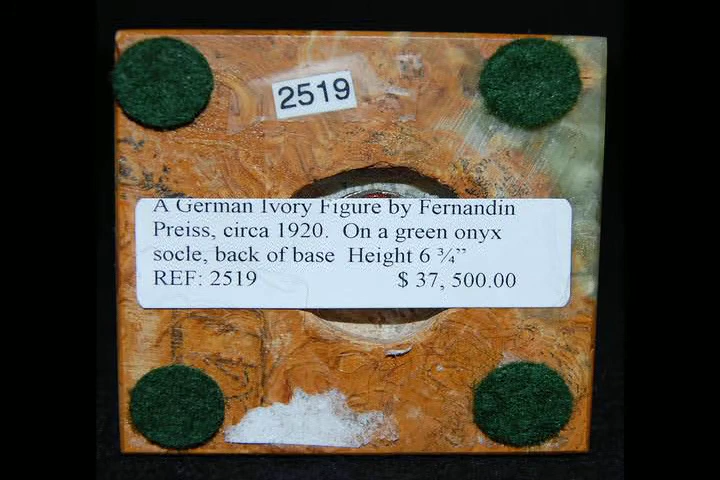 2519
A German Ivory Figure by Fernandin
Preiss, circa 1920. On a green onyx
socle, back of base Height 6 ¾”
REF: 2519 $ 37, 500.00